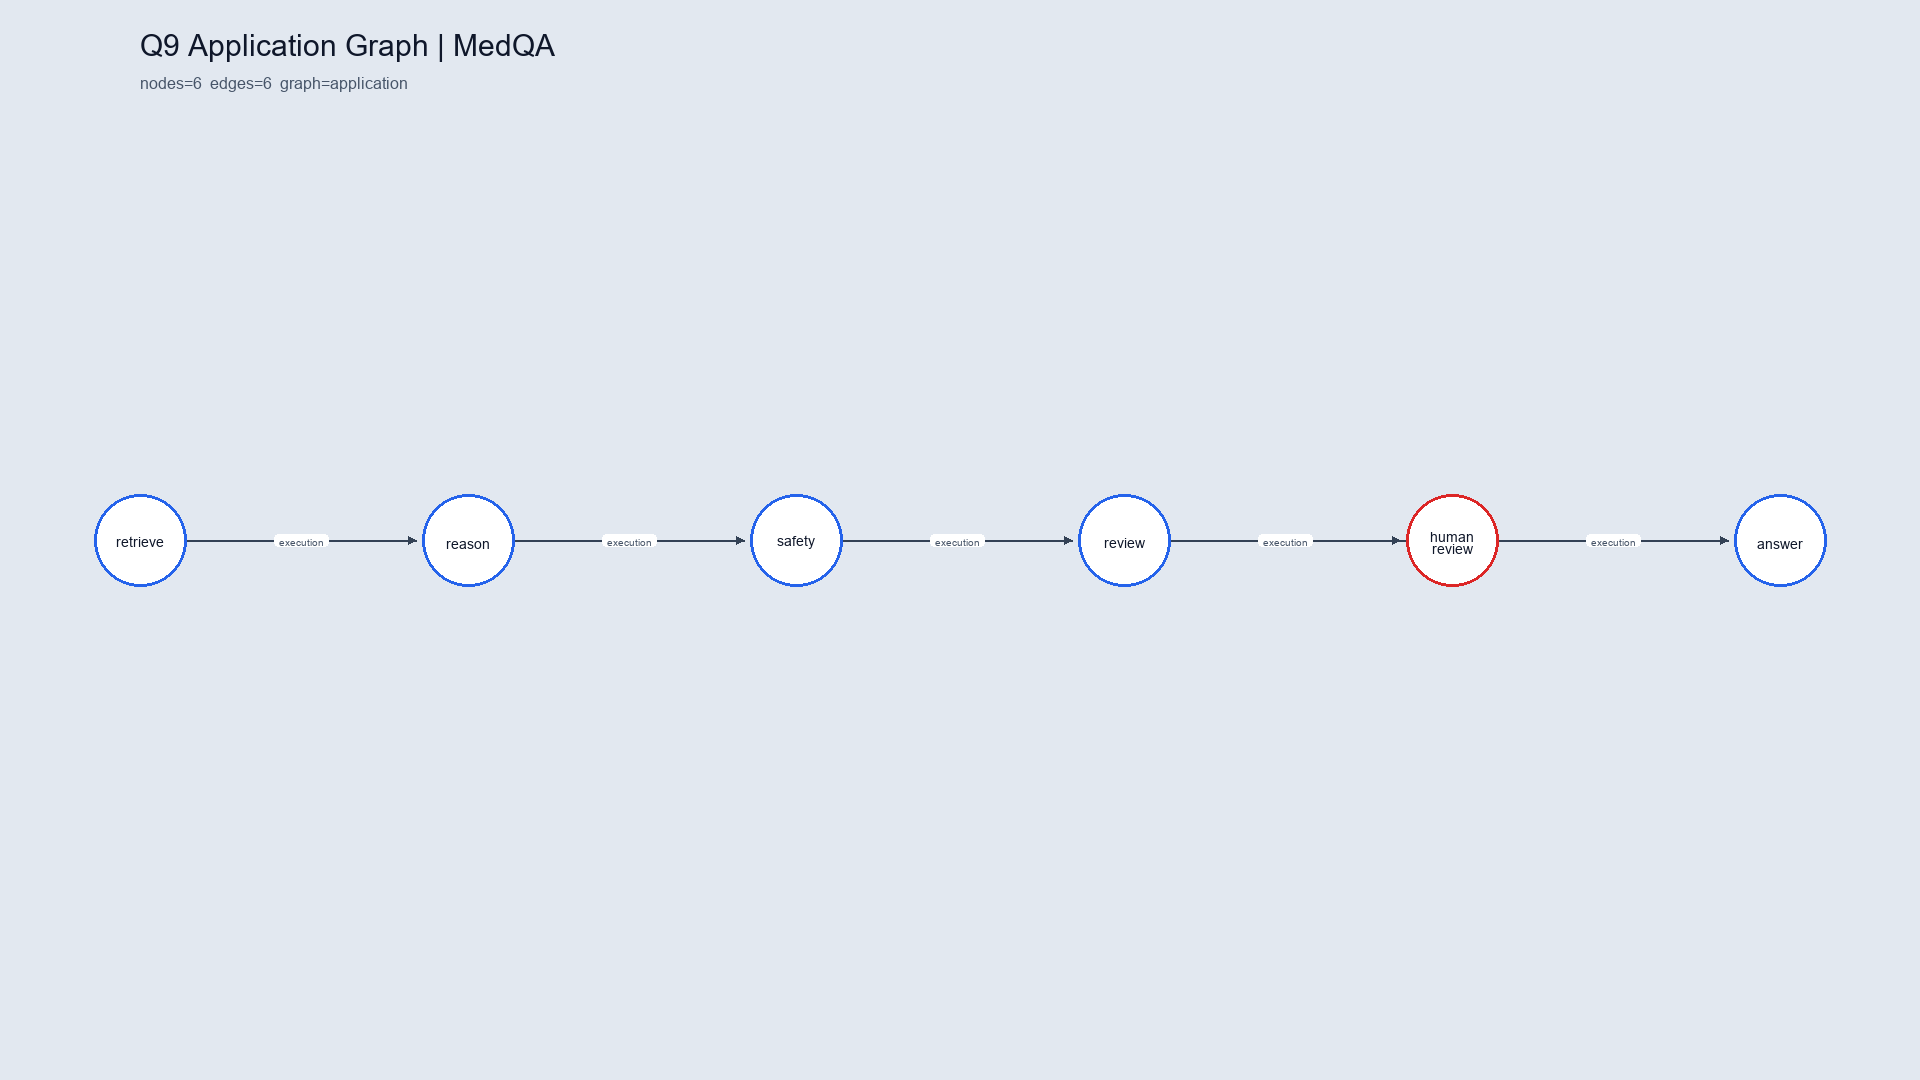 Q9 Application Graph | MedQA
nodes=6 edges=6 graph=application
retrieve
execution
reason
execution
safety
execution
review
execution
human
review
execution
answer